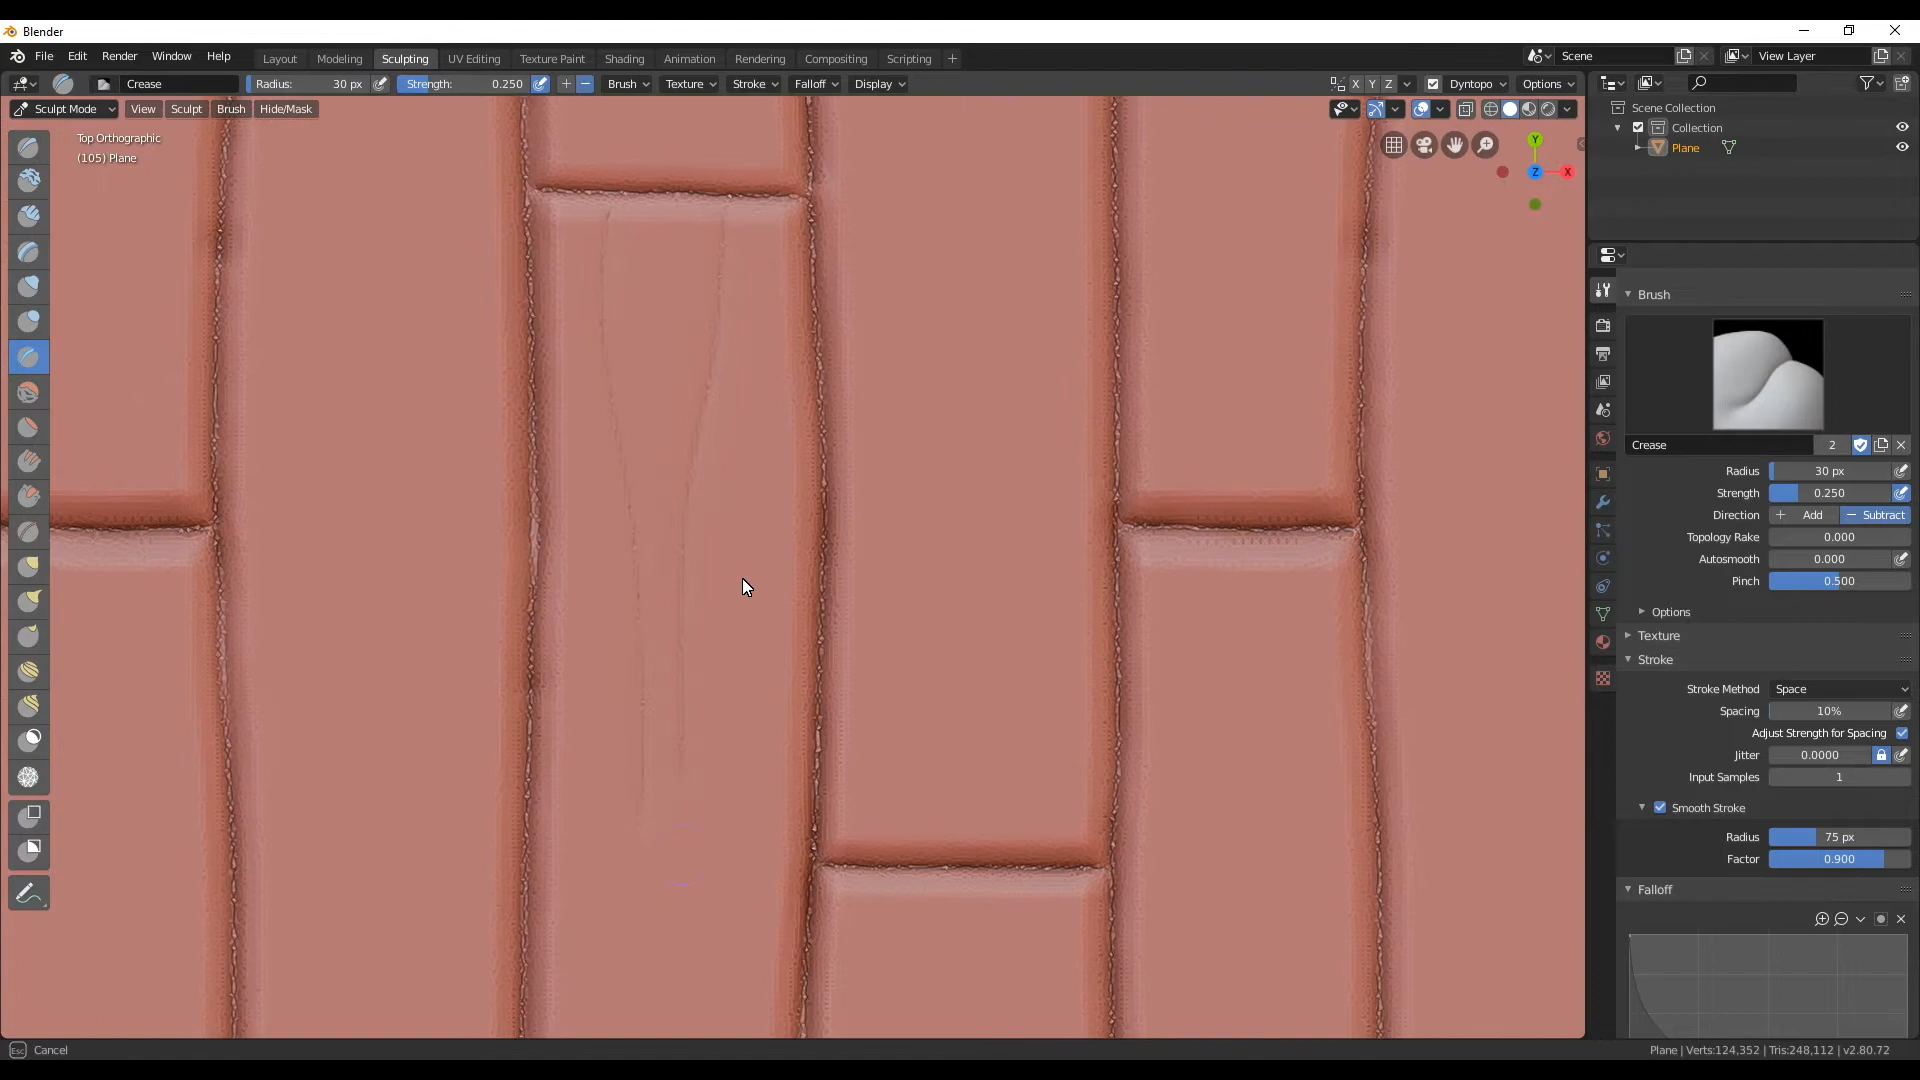 Blender
File Edit Render Window Help Layout Modeling Sculpting UV Editing Texture Paint Shading Animation Rendering Compositing Scripting + Scene View Layer
Crease Radius: 30 px Strength: 0.250 + − Brush Texture Stroke Falloff Display X Y Z Dyntopo Options
Sculpt Mode View Sculpt Brush Hide/Mask
Top Orthographic
(105) Plane
Y
Z
X
Scene Collection
Collection
Plane
Brush
Crease 2
Radius 30 px
Strength 0.250
Direction + Add − Subtract
Topology Rake 0.000
Autosmooth 0.000
Pinch 0.500
Options
Texture
Stroke
Stroke Method Space
Spacing 10%
Adjust Strength for Spacing
Jitter 0.0000
Input Samples 1
Smooth Stroke
Radius 75 px
Factor 0.900
Falloff
Esc Cancel
Plane | Verts:124,352 | Tris:248,112 | v2.80.72